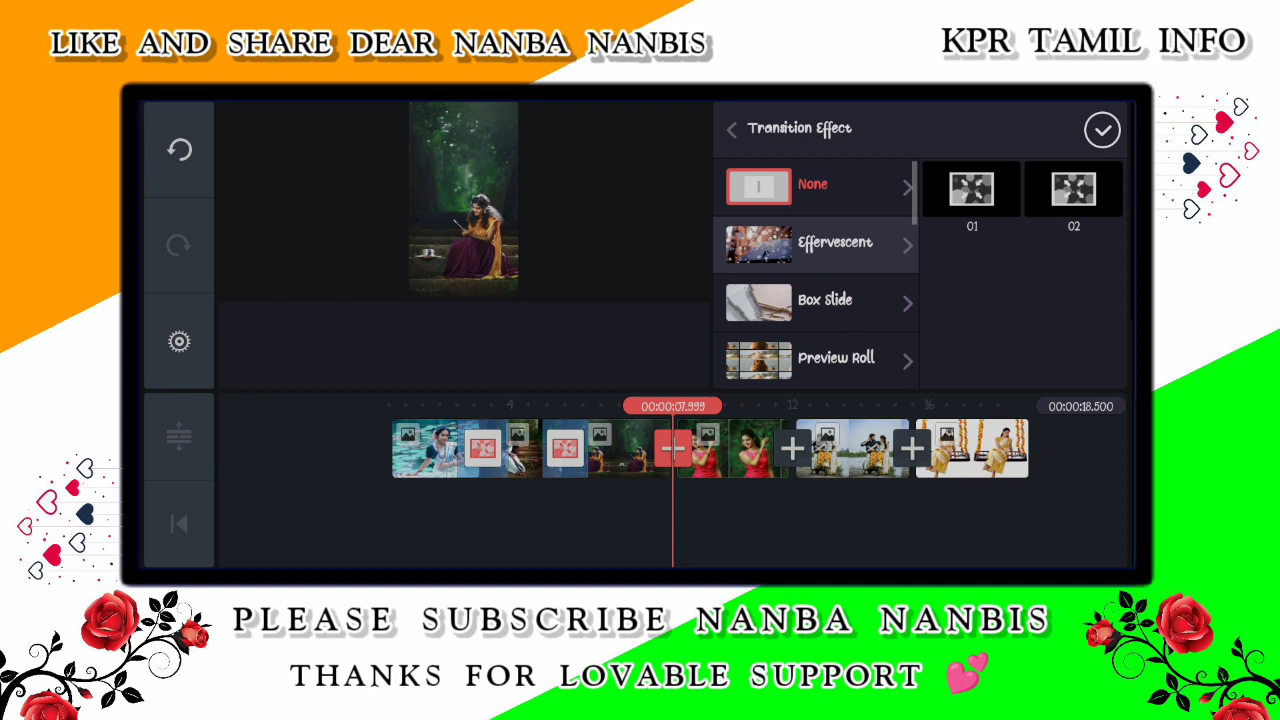 LIKE AND SHARE DEAR NANBA NANBIS
KPR TAMIL INFO
Transition Effect
None
Effervescent
Box Slide
Preview Roll
01
02
4
00:00:07.999
12
16
00:00:18.500
PLEASE SUBSCRIBE NANBA NANBIS
THANKS FOR LOVABLE SUPPORT 💕